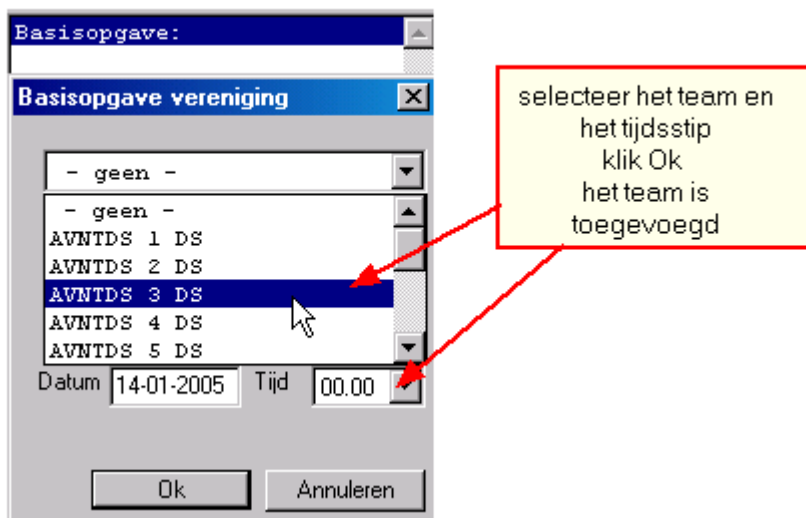 Basisopgave:
Basisopgave vereniging
- geen -
- geen -
AVNTDS 1 DS
AVNTDS 2 DS
AVNTDS 3 DS
AVNTDS 4 DS
AVNTDS 5 DS
Datum 14-01-2005 Tijd 00.00
Ok Annuleren
selecteer het team en
het tijdsstip
klik Ok
het team is
toegevoegd